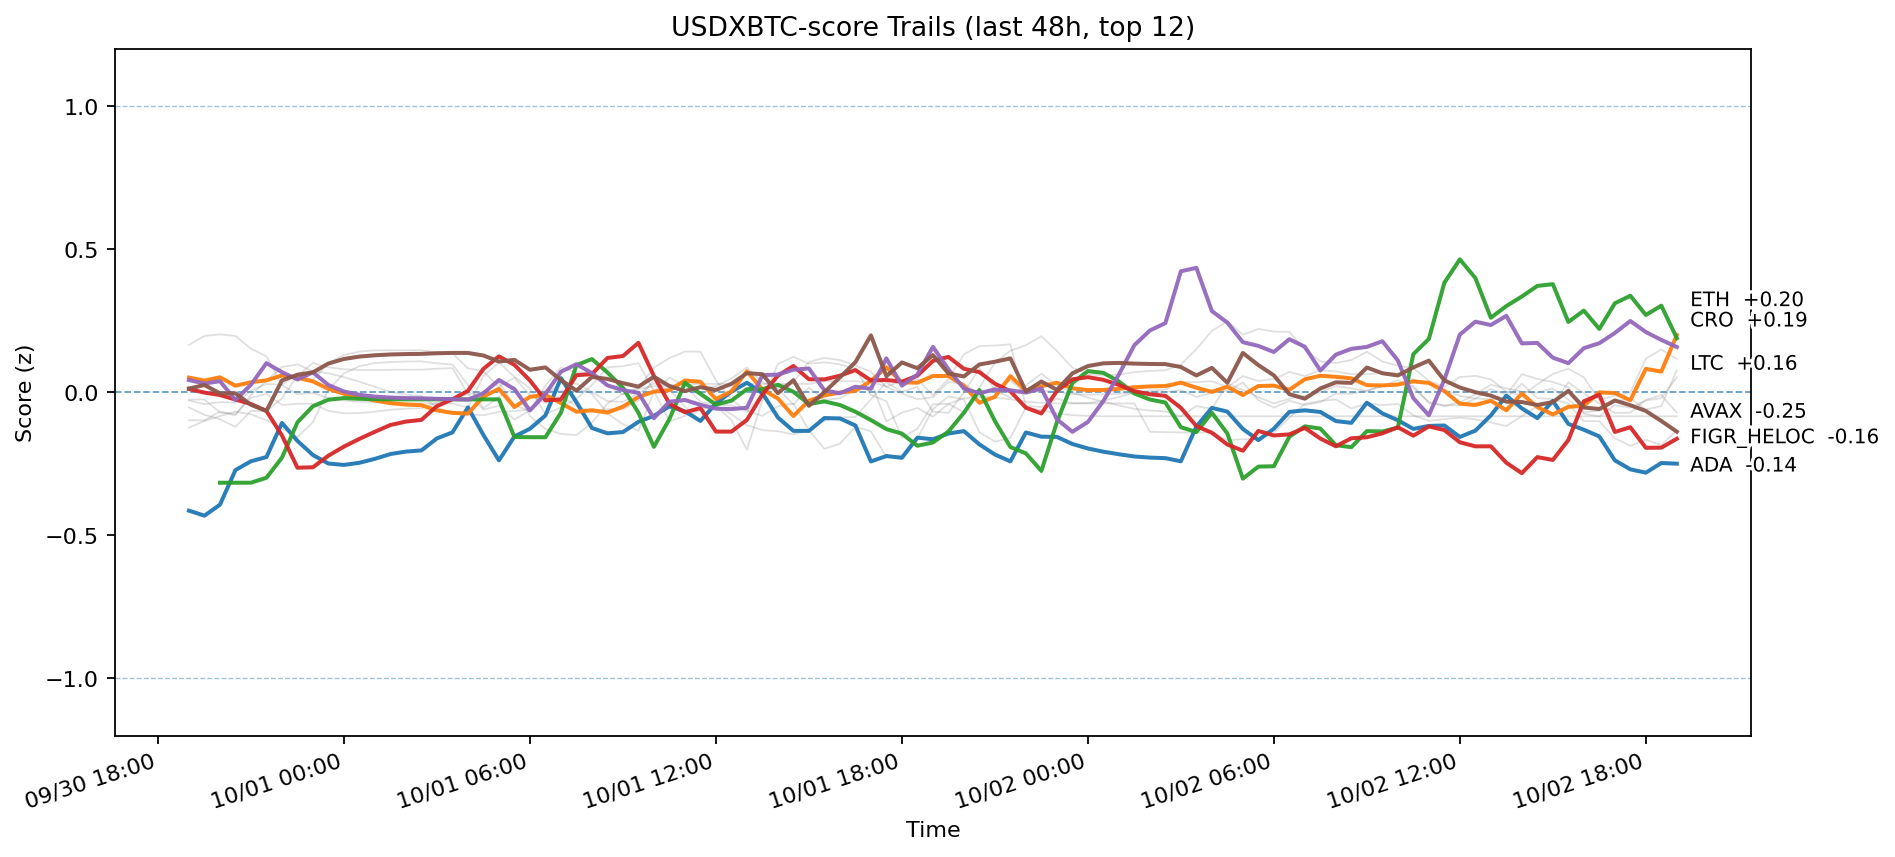 USDXBTC-score Trails (last 48h, top 12)
Score (z)
1.0
0.5
0.0
−0.5
−1.0
ETH +0.20
CRO +0.19
LTC +0.16
AVAX -0.25
FIGR_HELOC -0.16
ADA -0.14
09/30 18:00
10/01 00:00
10/01 06:00
10/01 12:00
10/01 18:00
10/02 00:00
10/02 06:00
10/02 12:00
10/02 18:00
Time